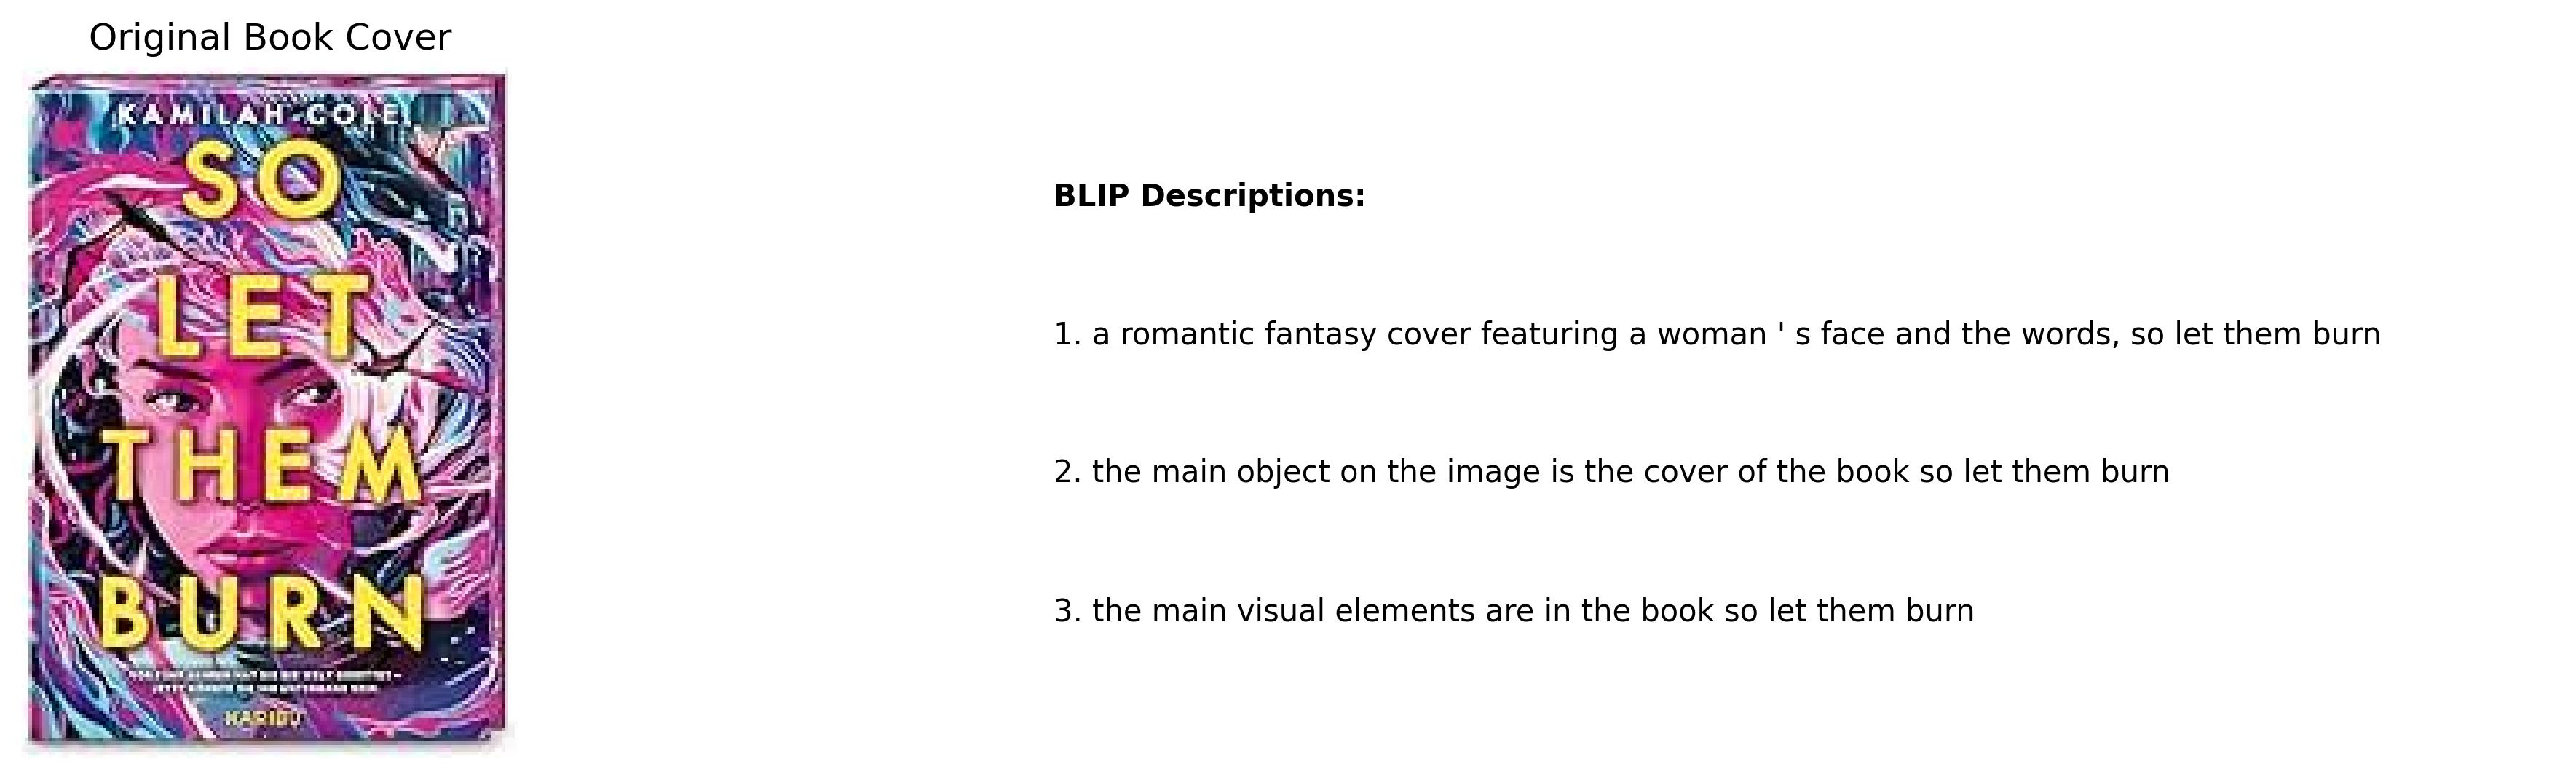 Original Book Cover
KAMILAH COLE
SO
LET
THEM
BURN
KARIBU
BLIP Descriptions:
1. a romantic fantasy cover featuring a woman ' s face and the words, so let them burn
2. the main object on the image is the cover of the book so let them burn
3. the main visual elements are in the book so let them burn